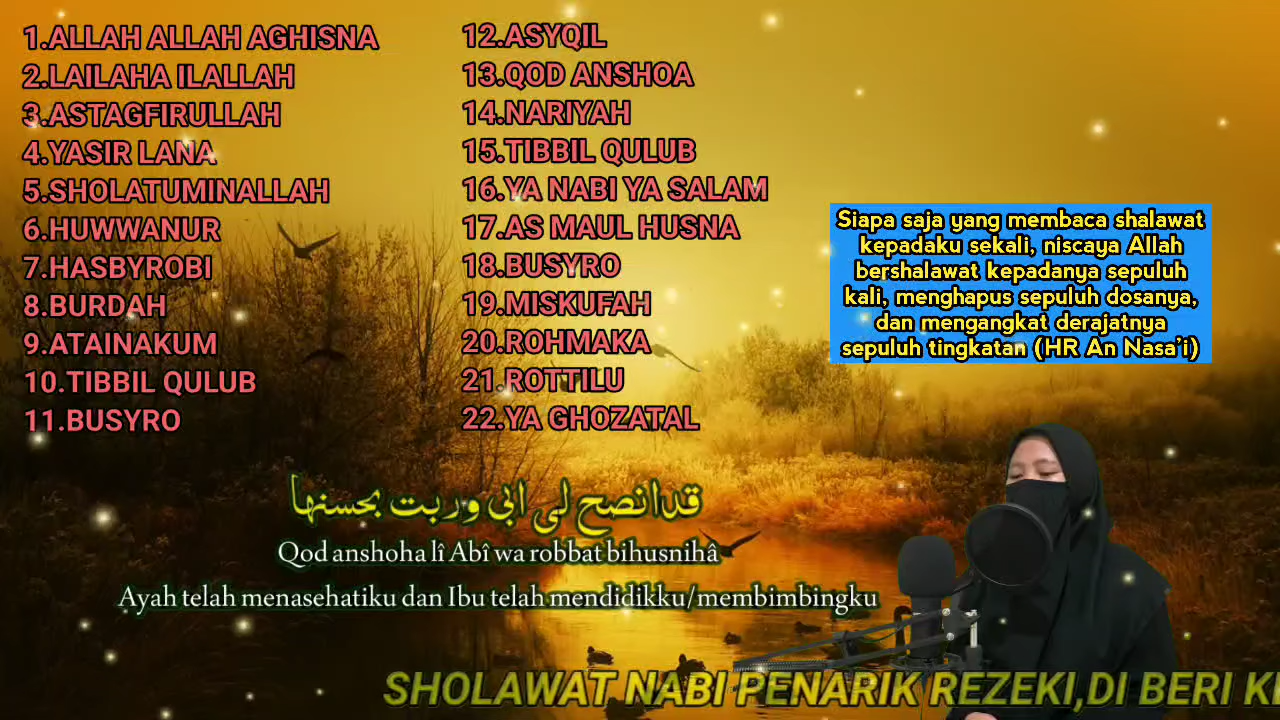 1.ALLAH ALLAH AGHISNA
2.LAILAHA ILALLAH
3.ASTAGFIRULLAH
4.YASIR LANA
5.SHOLATUMINALLAH
6.HUWWANUR
7.HASBYROBI
8.BURDAH
9.ATAINAKUM
10.TIBBIL QULUB
11.BUSYRO
12.ASYQIL
13.QOD ANSHOA
14.NARIYAH
15.TIBBIL QULUB
16.YA NABI YA SALAM
17.AS MAUL HUSNA
18.BUSYRO
19.MISKUFAH
20.ROHMAKA
21.ROTTILU
22.YA GHOZATAL
Siapa saja yang membaca shalawat
kepadaku sekali, niscaya Allah
bershalawat kepadanya sepuluh
kali, menghapus sepuluh dosanya,
dan mengangkat derajatnya
sepuluh tingkatan (HR An Nasa'i)
قدانصح لى ابى وربت بحسنها
Qod anshoha lî Abî wa robbat bihusnihâ
Ayah telah menasehatiku dan Ibu telah mendidikku/membimbingku
SHOLAWAT NABI PENARIK REZEKI,DI BERI